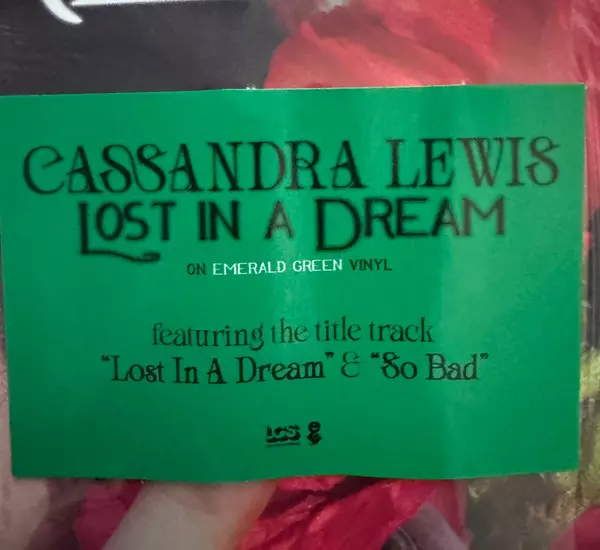 CASSANDRA LEWIS
LOST IN A DREAM
ON EMERALD GREEN VINYL
featuring the title track
"Lost In A Dream" & "So Bad"